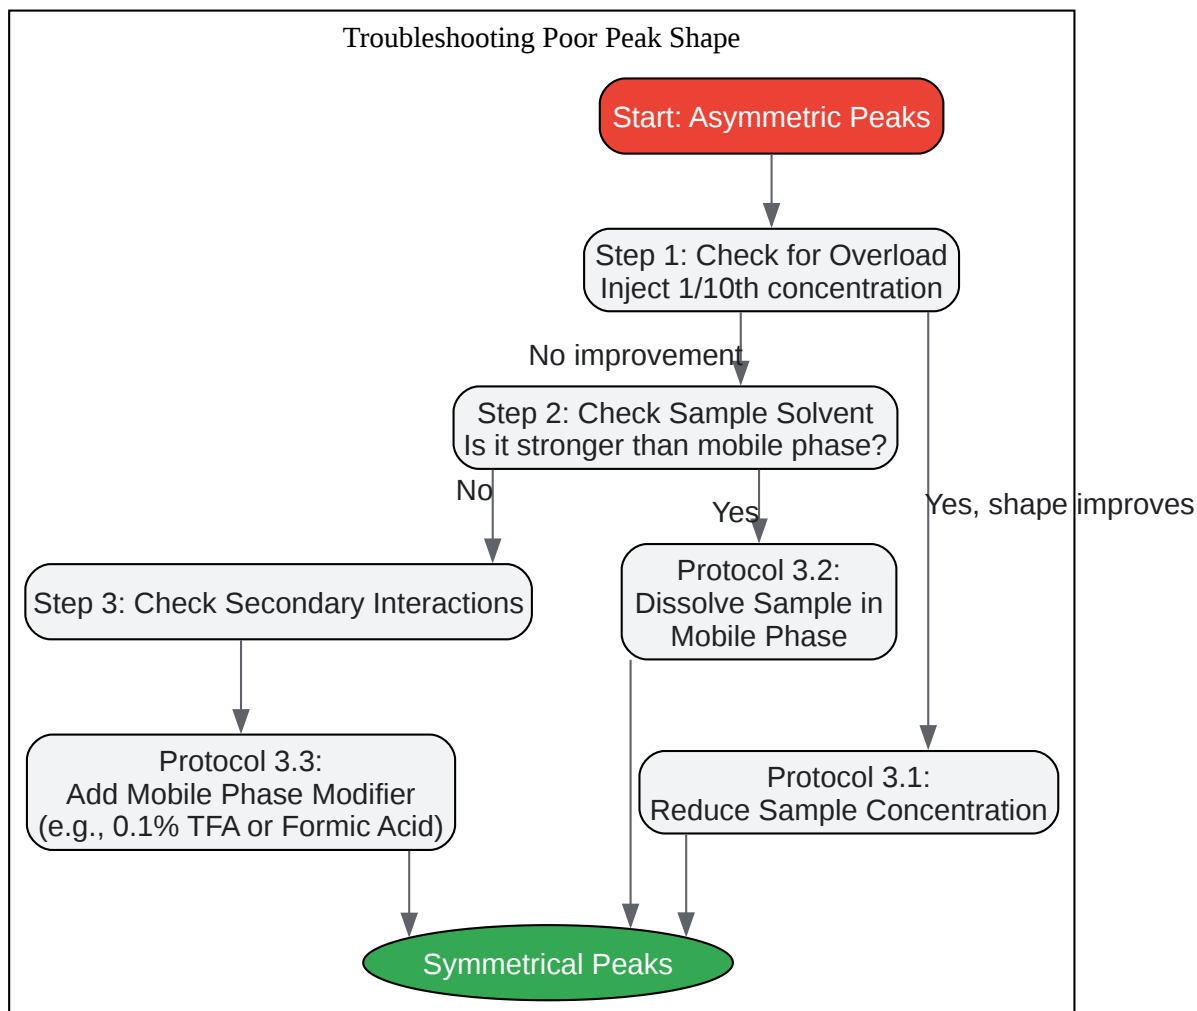 Troubleshooting Poor Peak Shape
Start: Asymmetric Peaks
Step 1: Check for Overload
Inject 1/10th concentration
No improvement
Step 2: Check Sample Solvent
Is it stronger than mobile phase?
No
Yes
Yes, shape improves
Step 3: Check Secondary Interactions
Protocol 3.2:
Dissolve Sample in
Mobile Phase
Protocol 3.3:
Add Mobile Phase Modifier
(e.g., 0.1% TFA or Formic Acid)
Protocol 3.1:
Reduce Sample Concentration
Symmetrical Peaks